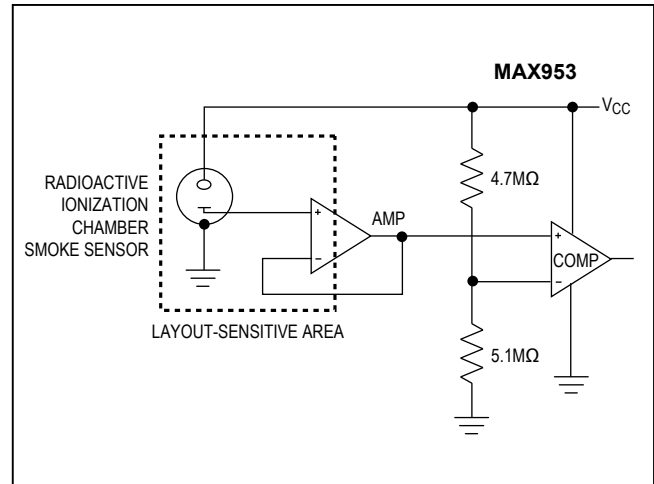 MAX953
VCC
RADIOACTIVE
IONIZATION
CHAMBER
SMOKE SENSOR
4.7MΩ
+
AMP
−
+
COMP
−
LAYOUT-SENSITIVE AREA
5.1MΩ